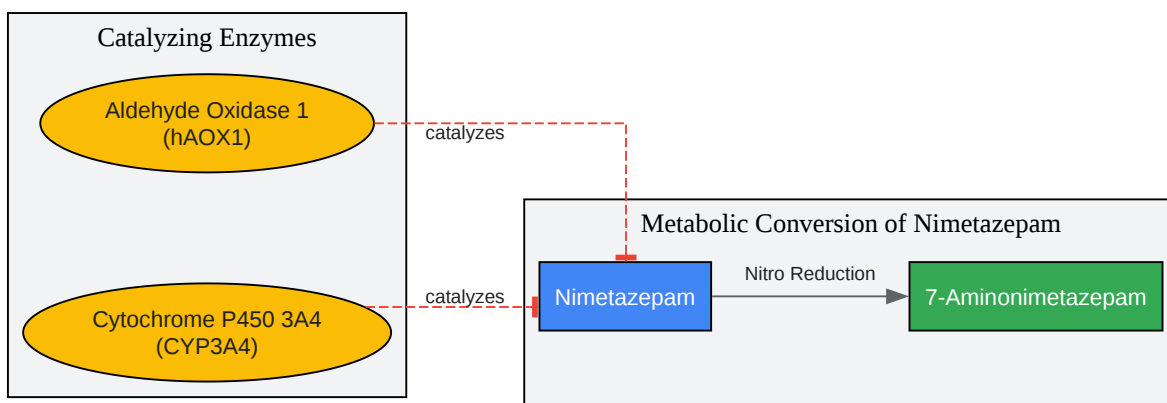 Catalyzing Enzymes
Aldehyde Oxidase 1
(hAOX1)
catalyzes
Cytochrome P450 3A4
(CYP3A4)
catalyzes
Metabolic Conversion of Nimetazepam
Nimetazepam
Nitro Reduction
7-Aminonimetazepam